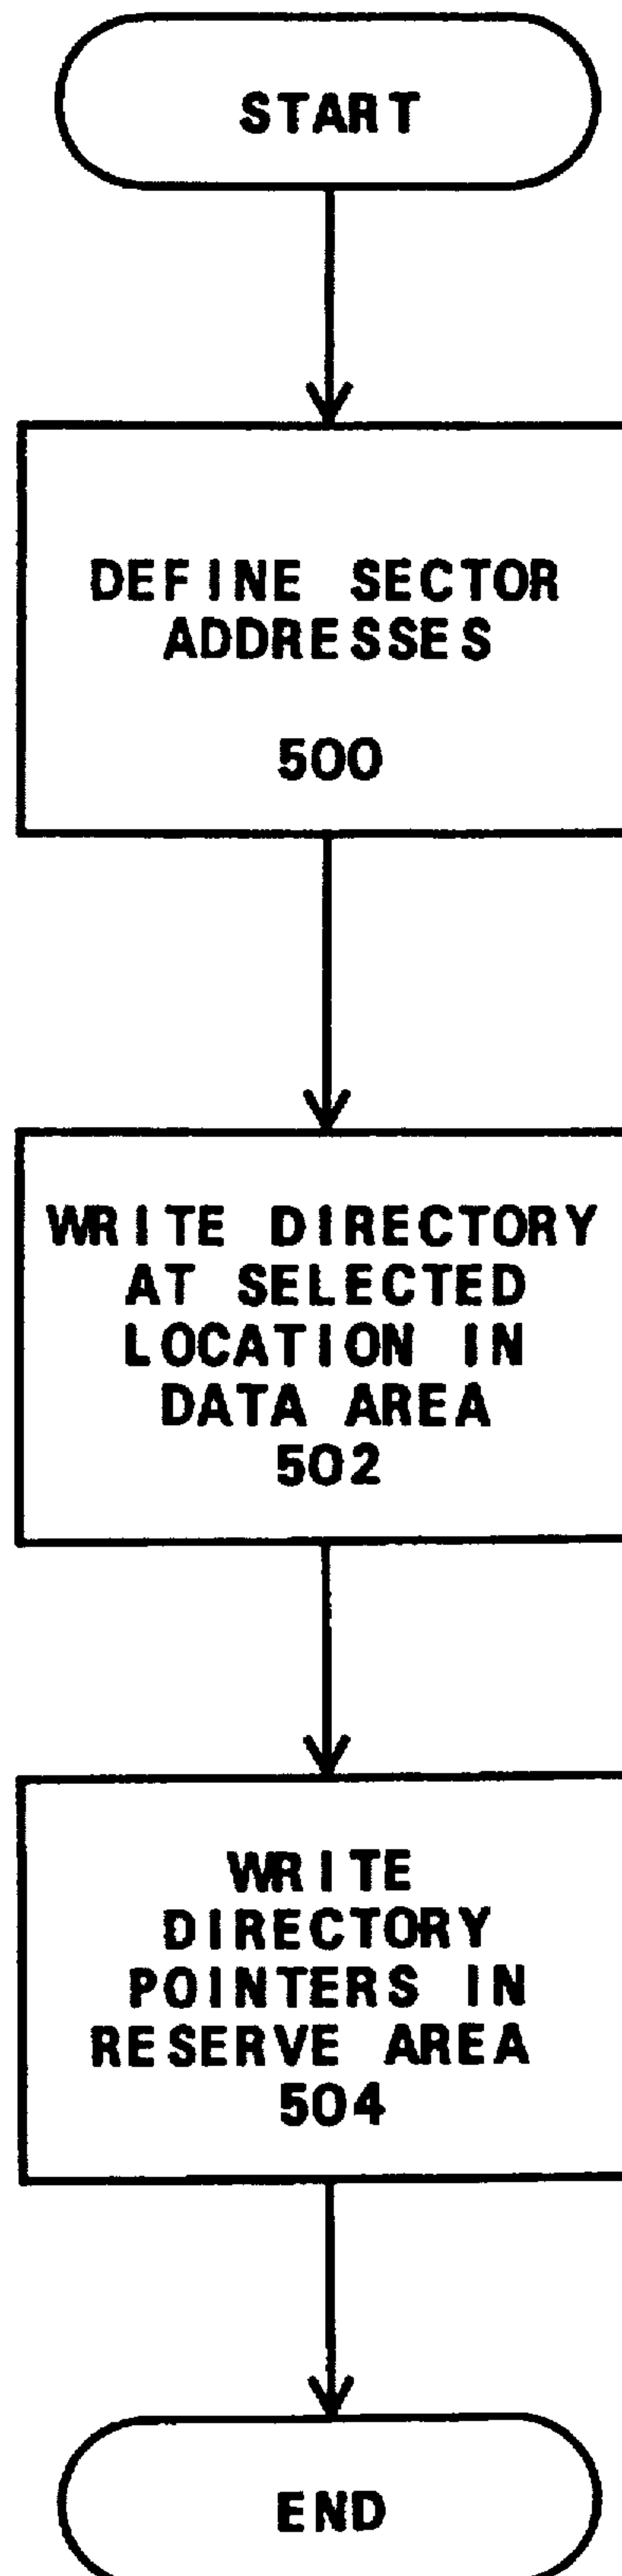 START
DEFINE SECTOR
ADDRESSES
500
WRITE DIRECTORY
AT SELECTED
LOCATION IN
DATA AREA
502
WRITE
DIRECTORY
POINTERS IN
RESERVE AREA
504
END